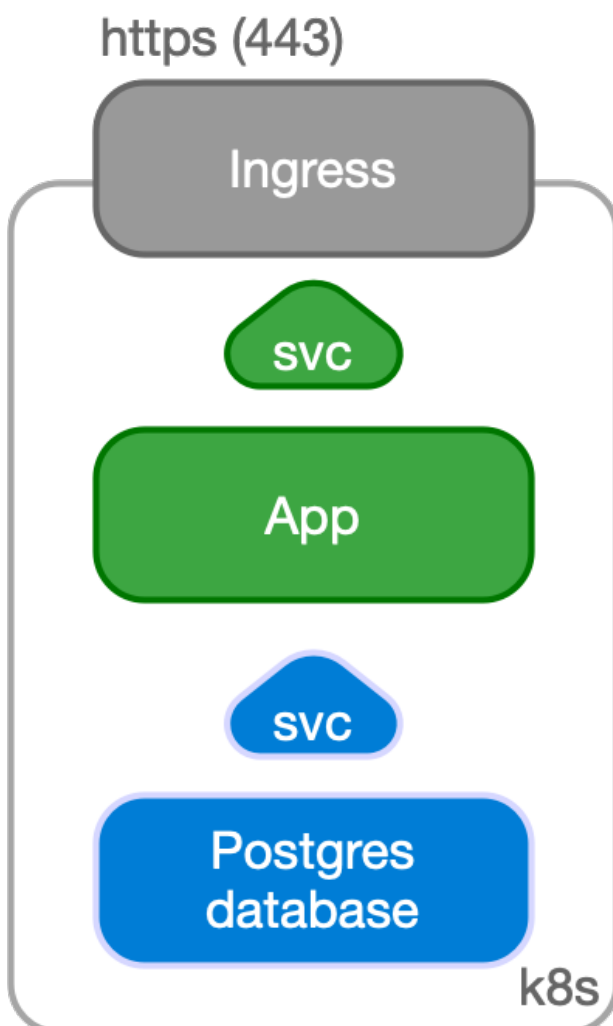 https (443)
Ingress
svc
App
svc
Postgres
database
k8s